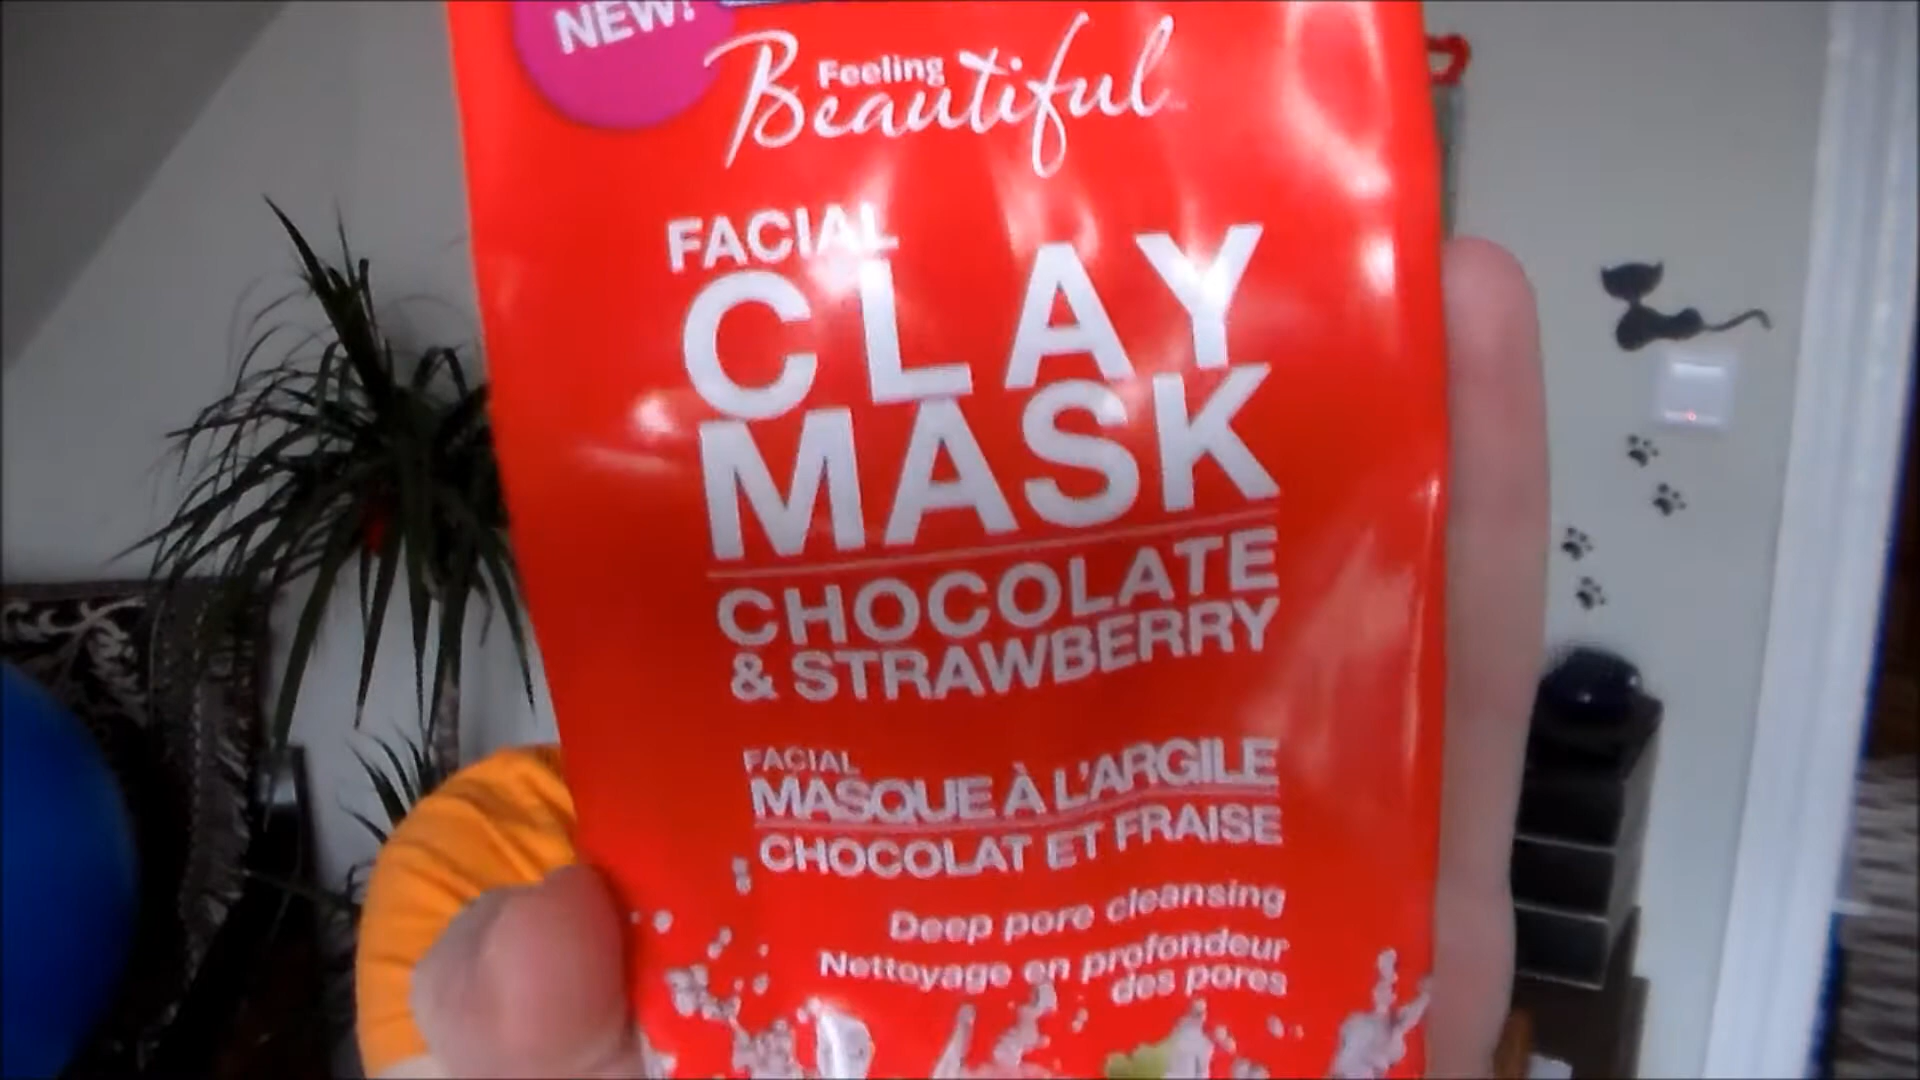 NEW!
Feeling
Beautiful
FACIAL
CLAY
MASK
CHOCOLATE
& STRAWBERRY
FACIAL
MASQUE À L'ARGILE
CHOCOLAT ET FRAISE
Deep pore cleansing
Nettoyage en profondeur
des pores